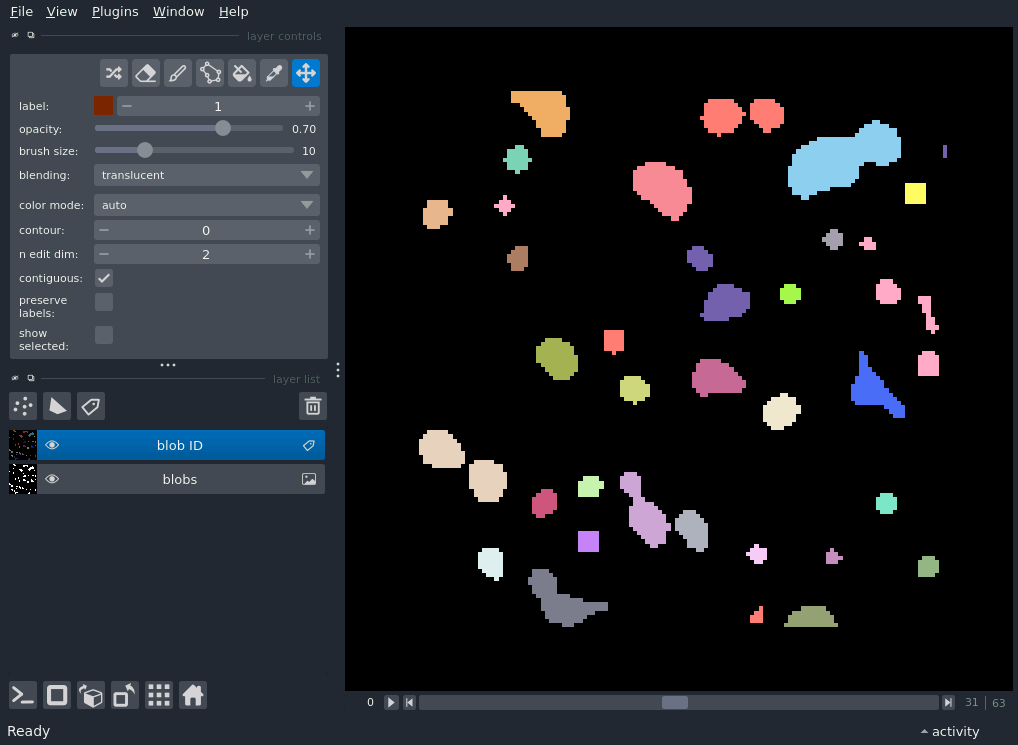 File View Plugins Window Help
layer controls
label: 1
opacity: 0.70
brush size: 10
blending: translucent
color mode: auto
contour: 0
n edit dim: 2
contiguous:
preserve
labels:
show
selected:
layer list
blob ID
blobs
0 31 63
Ready activity